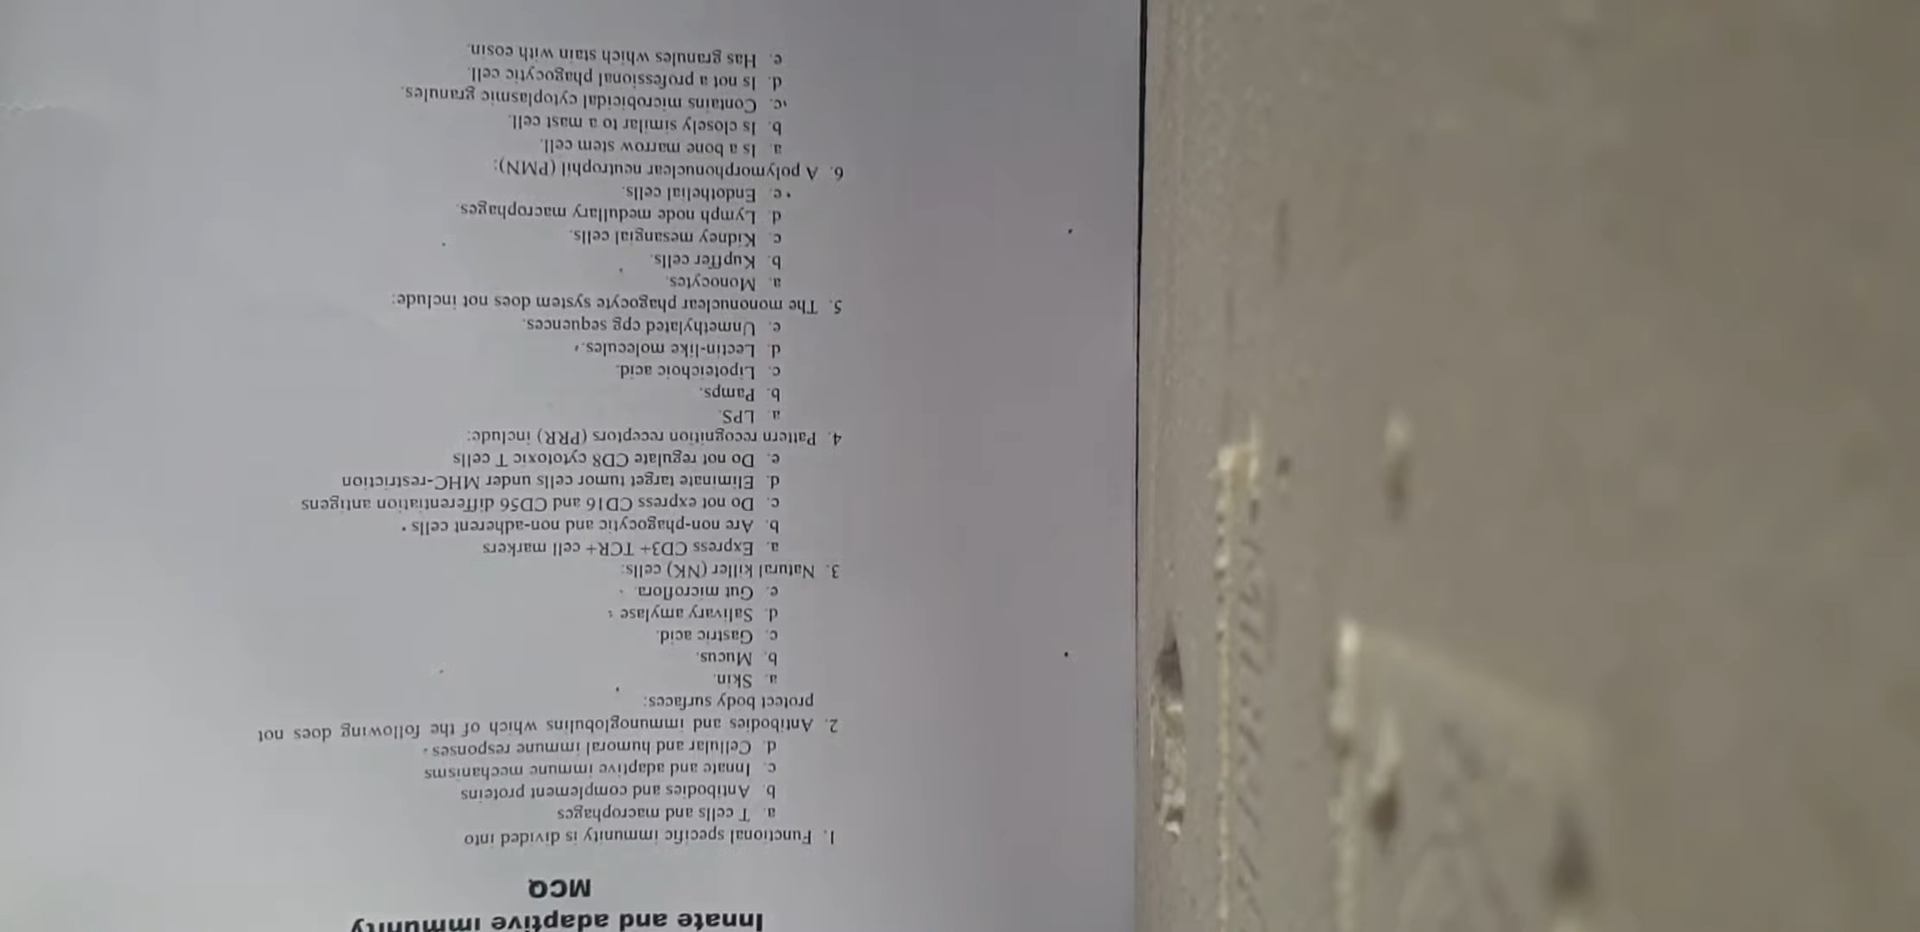 Innate and adaptive immunity
MCQ
1. Functional specific immunity is divided into
a. T cells and macrophages
b. Antibodies and complement proteins
c. Innate and adaptive immune mechanisms
d. Cellular and humoral immune responses
2. Antibodies and immunoglobulins which of the following does not
protect body surfaces:
a. Skin.
b. Mucus.
c. Gastric acid.
d. Salivary amylase
e. Gut microflora.
3. Natural killer (NK) cells:
a. Express CD3+ TCR+ cell markers
b. Are non-phagocytic and non-adherent cells
c. Do not express CD16 and CD56 differentiation antigens
d. Eliminate target tumor cells under MHC-restriction
e. Do not regulate CD8 cytotoxic T cells
4. Pattern recognition receptors (PRR) include:
a. LPS.
b. Pamps.
c. Lipoteichoic acid.
d. Lectin-like molecules.
e. Unmethylated cpg sequences.
5. The mononuclear phagocyte system does not include:
a. Monocytes.
b. Kupffer cells.
c. Kidney mesangial cells.
d. Lymph node medullary macrophages.
e. Endothelial cells.
6. A polymorphonuclear neutrophil (PMN):
a. Is a bone marrow stem cell.
b. Is closely similar to a mast cell.
c. Contains microbicidal cytoplasmic granules.
d. Is not a professional phagocytic cell.
e. Has granules which stain with eosin.